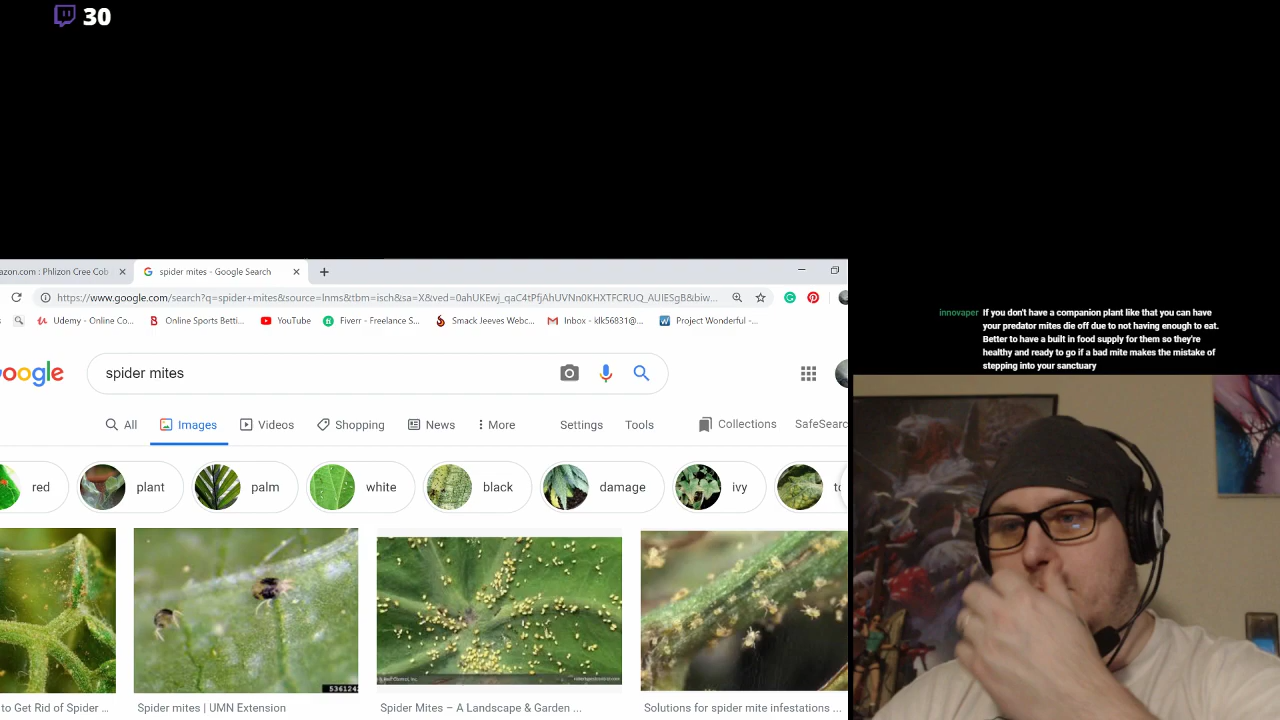 30
azon.com : Phlizon Cree Cob
spider mites - Google Search
https://www.google.com/search?q=spider+mites&source=lnms&tbm=isch&sa=X&ved=0ahUKEwj_qaC4tPfjAhUVNn0KHXTFCRUQ_AUIESgB&biw...
Udemy - Online Co...
Online Sports Betti...
YouTube
Fiverr - Freelance S...
Smack Jeeves Webc...
Inbox - klk56831@...
Project Wonderful -...
innovaper If you don't have a companion plant like that you can have
your predator mites die off due to not having enough to eat.
Better to have a built in food supply for them so they're
healthy and ready to go if a bad mite makes the mistake of
stepping into your sanctuary
oogle
spider mites
All Images Videos Shopping News More Settings Tools Collections SafeSearc
red plant palm white black damage ivy
to Get Rid of Spider ...
Spider mites | UMN Extension
Spider Mites – A Landscape & Garden ...
Solutions for spider mite infestations ...